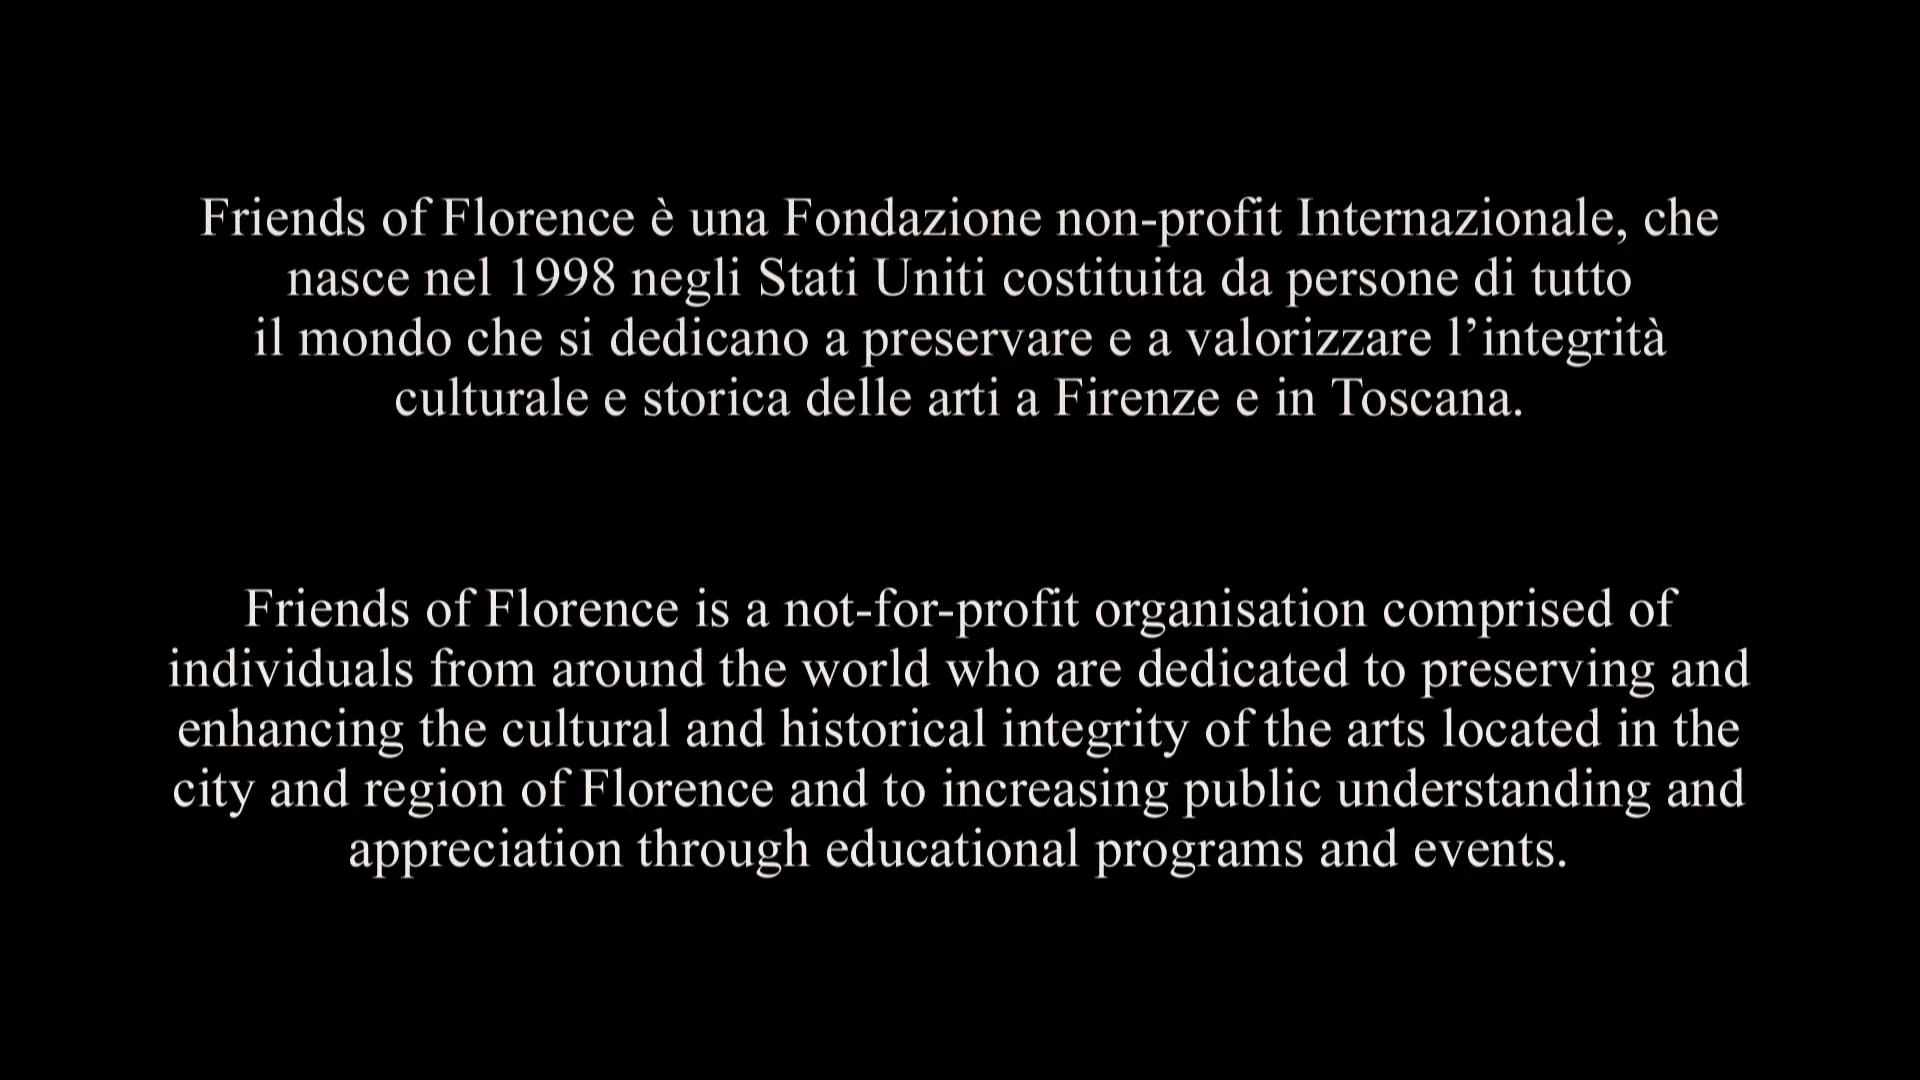 Friends of Florence è una Fondazione non-profit Internazionale, che
nasce nel 1998 negli Stati Uniti costituita da persone di tutto
il mondo che si dedicano a preservare e a valorizzare l’integrità
culturale e storica delle arti a Firenze e in Toscana.
Friends of Florence is a not-for-profit organisation comprised of
individuals from around the world who are dedicated to preserving and
enhancing the cultural and historical integrity of the arts located in the
city and region of Florence and to increasing public understanding and
appreciation through educational programs and events.